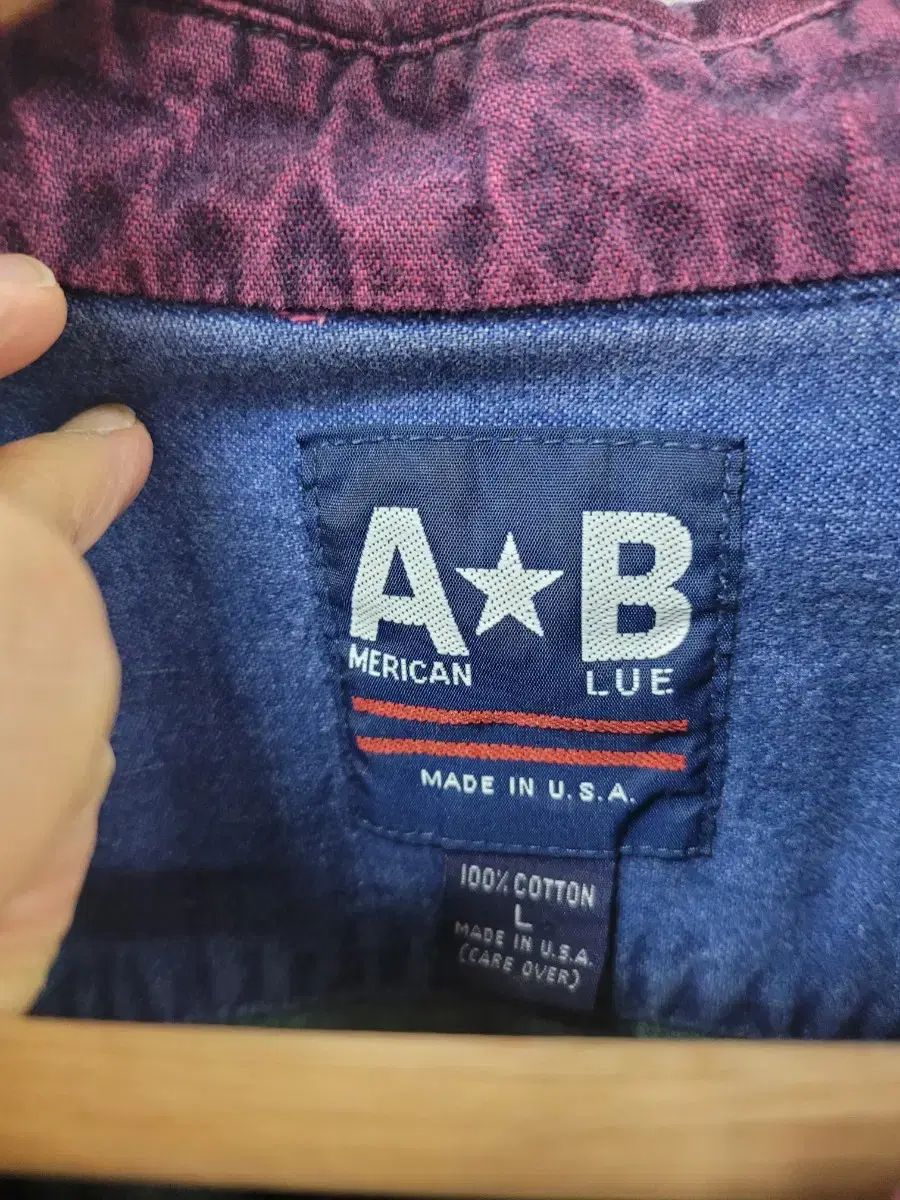 A★B
MERICAN LUE
MADE IN U.S.A.
100% COTTON
L
MADE IN U.S.A.
(CARE OVER)